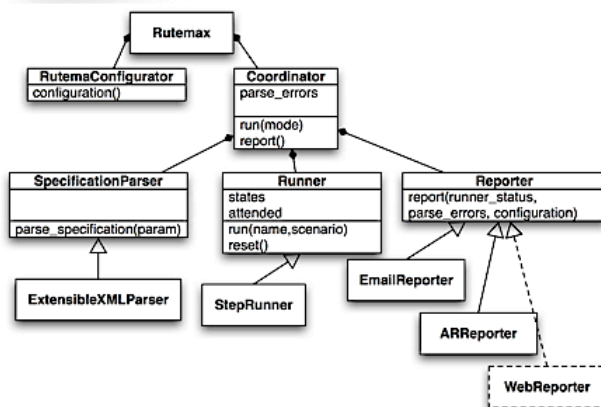 Rutemax
RutemaConfigurator
configuration()
Coordinator
parse_errors
run(mode)
report()
SpecificationParser
parse_specification(param)
Runner
states
attended
run(name,scenario)
reset()
Reporter
report(runner_status,
parse_errors, configuration)
ExtensibleXMLParser
StepRunner
EmailReporter
ARReporter
WebReporter